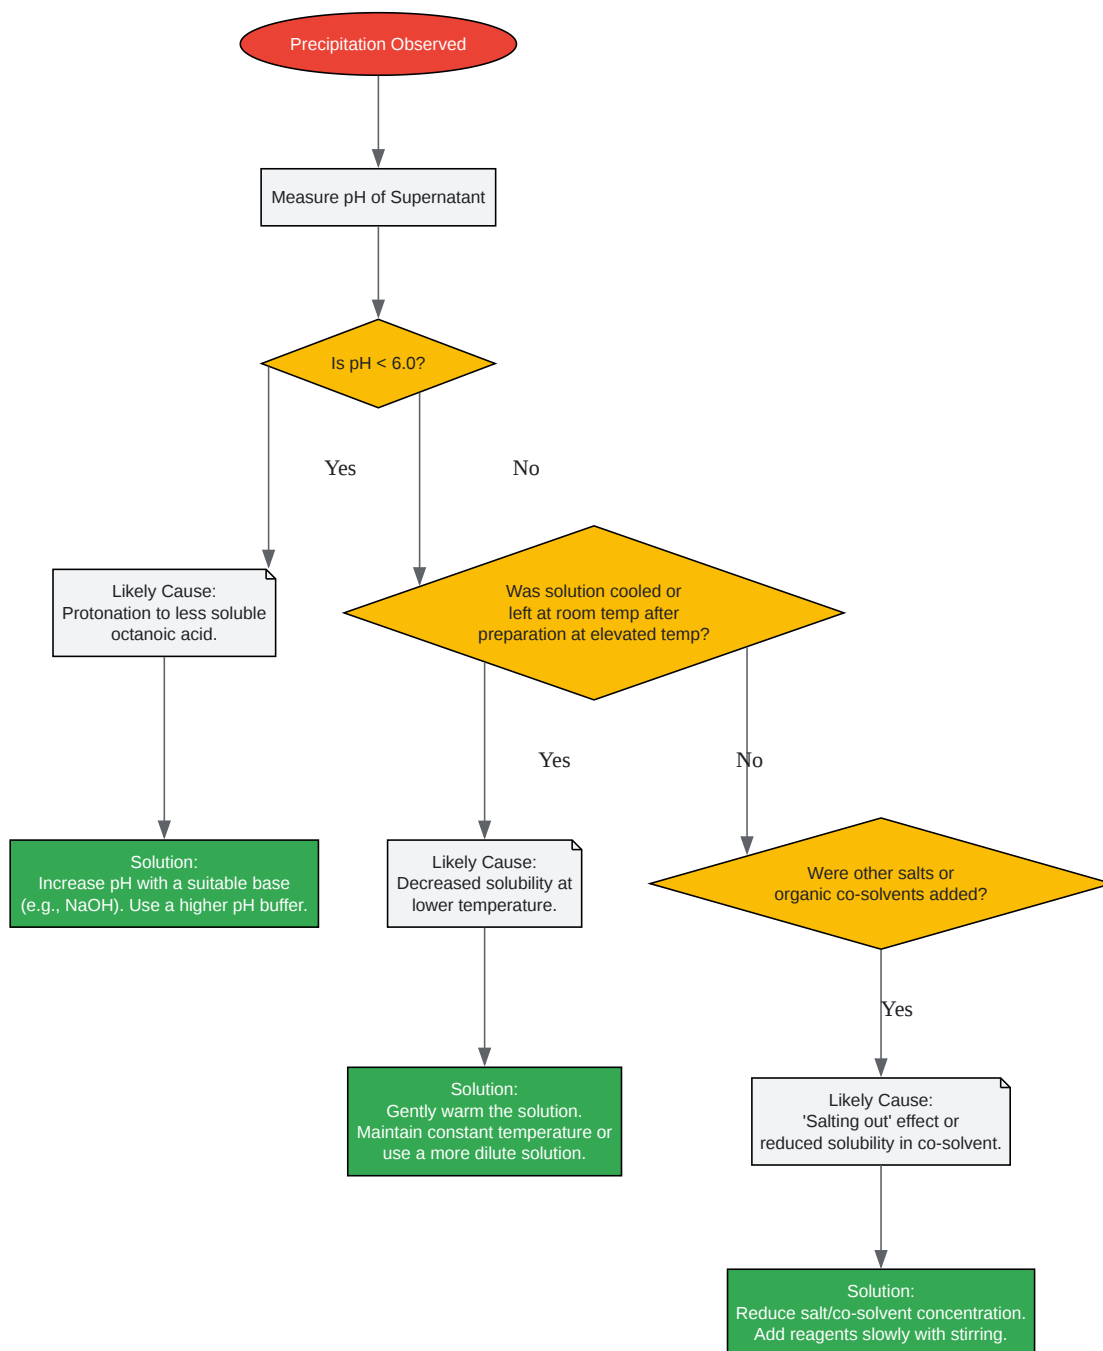 Precipitation Observed
Measure pH of Supernatant
Is pH < 6.0?
Yes
No
Was solution cooled or
left at room temp after
preparation at elevated temp?
Likely Cause:
Protonation to less soluble
octanoic acid.
Yes
No
Solution:
Increase pH with a suitable base
(e.g., NaOH). Use a higher pH buffer.
Likely Cause:
Decreased solubility at
lower temperature.
Were other salts or
organic co-solvents added?
Yes
Solution:
Gently warm the solution.
Maintain constant temperature or
use a more dilute solution.
Likely Cause:
'Salting out' effect or
reduced solubility in co-solvent.
Solution:
Reduce salt/co-solvent concentration.
Add reagents slowly with stirring.